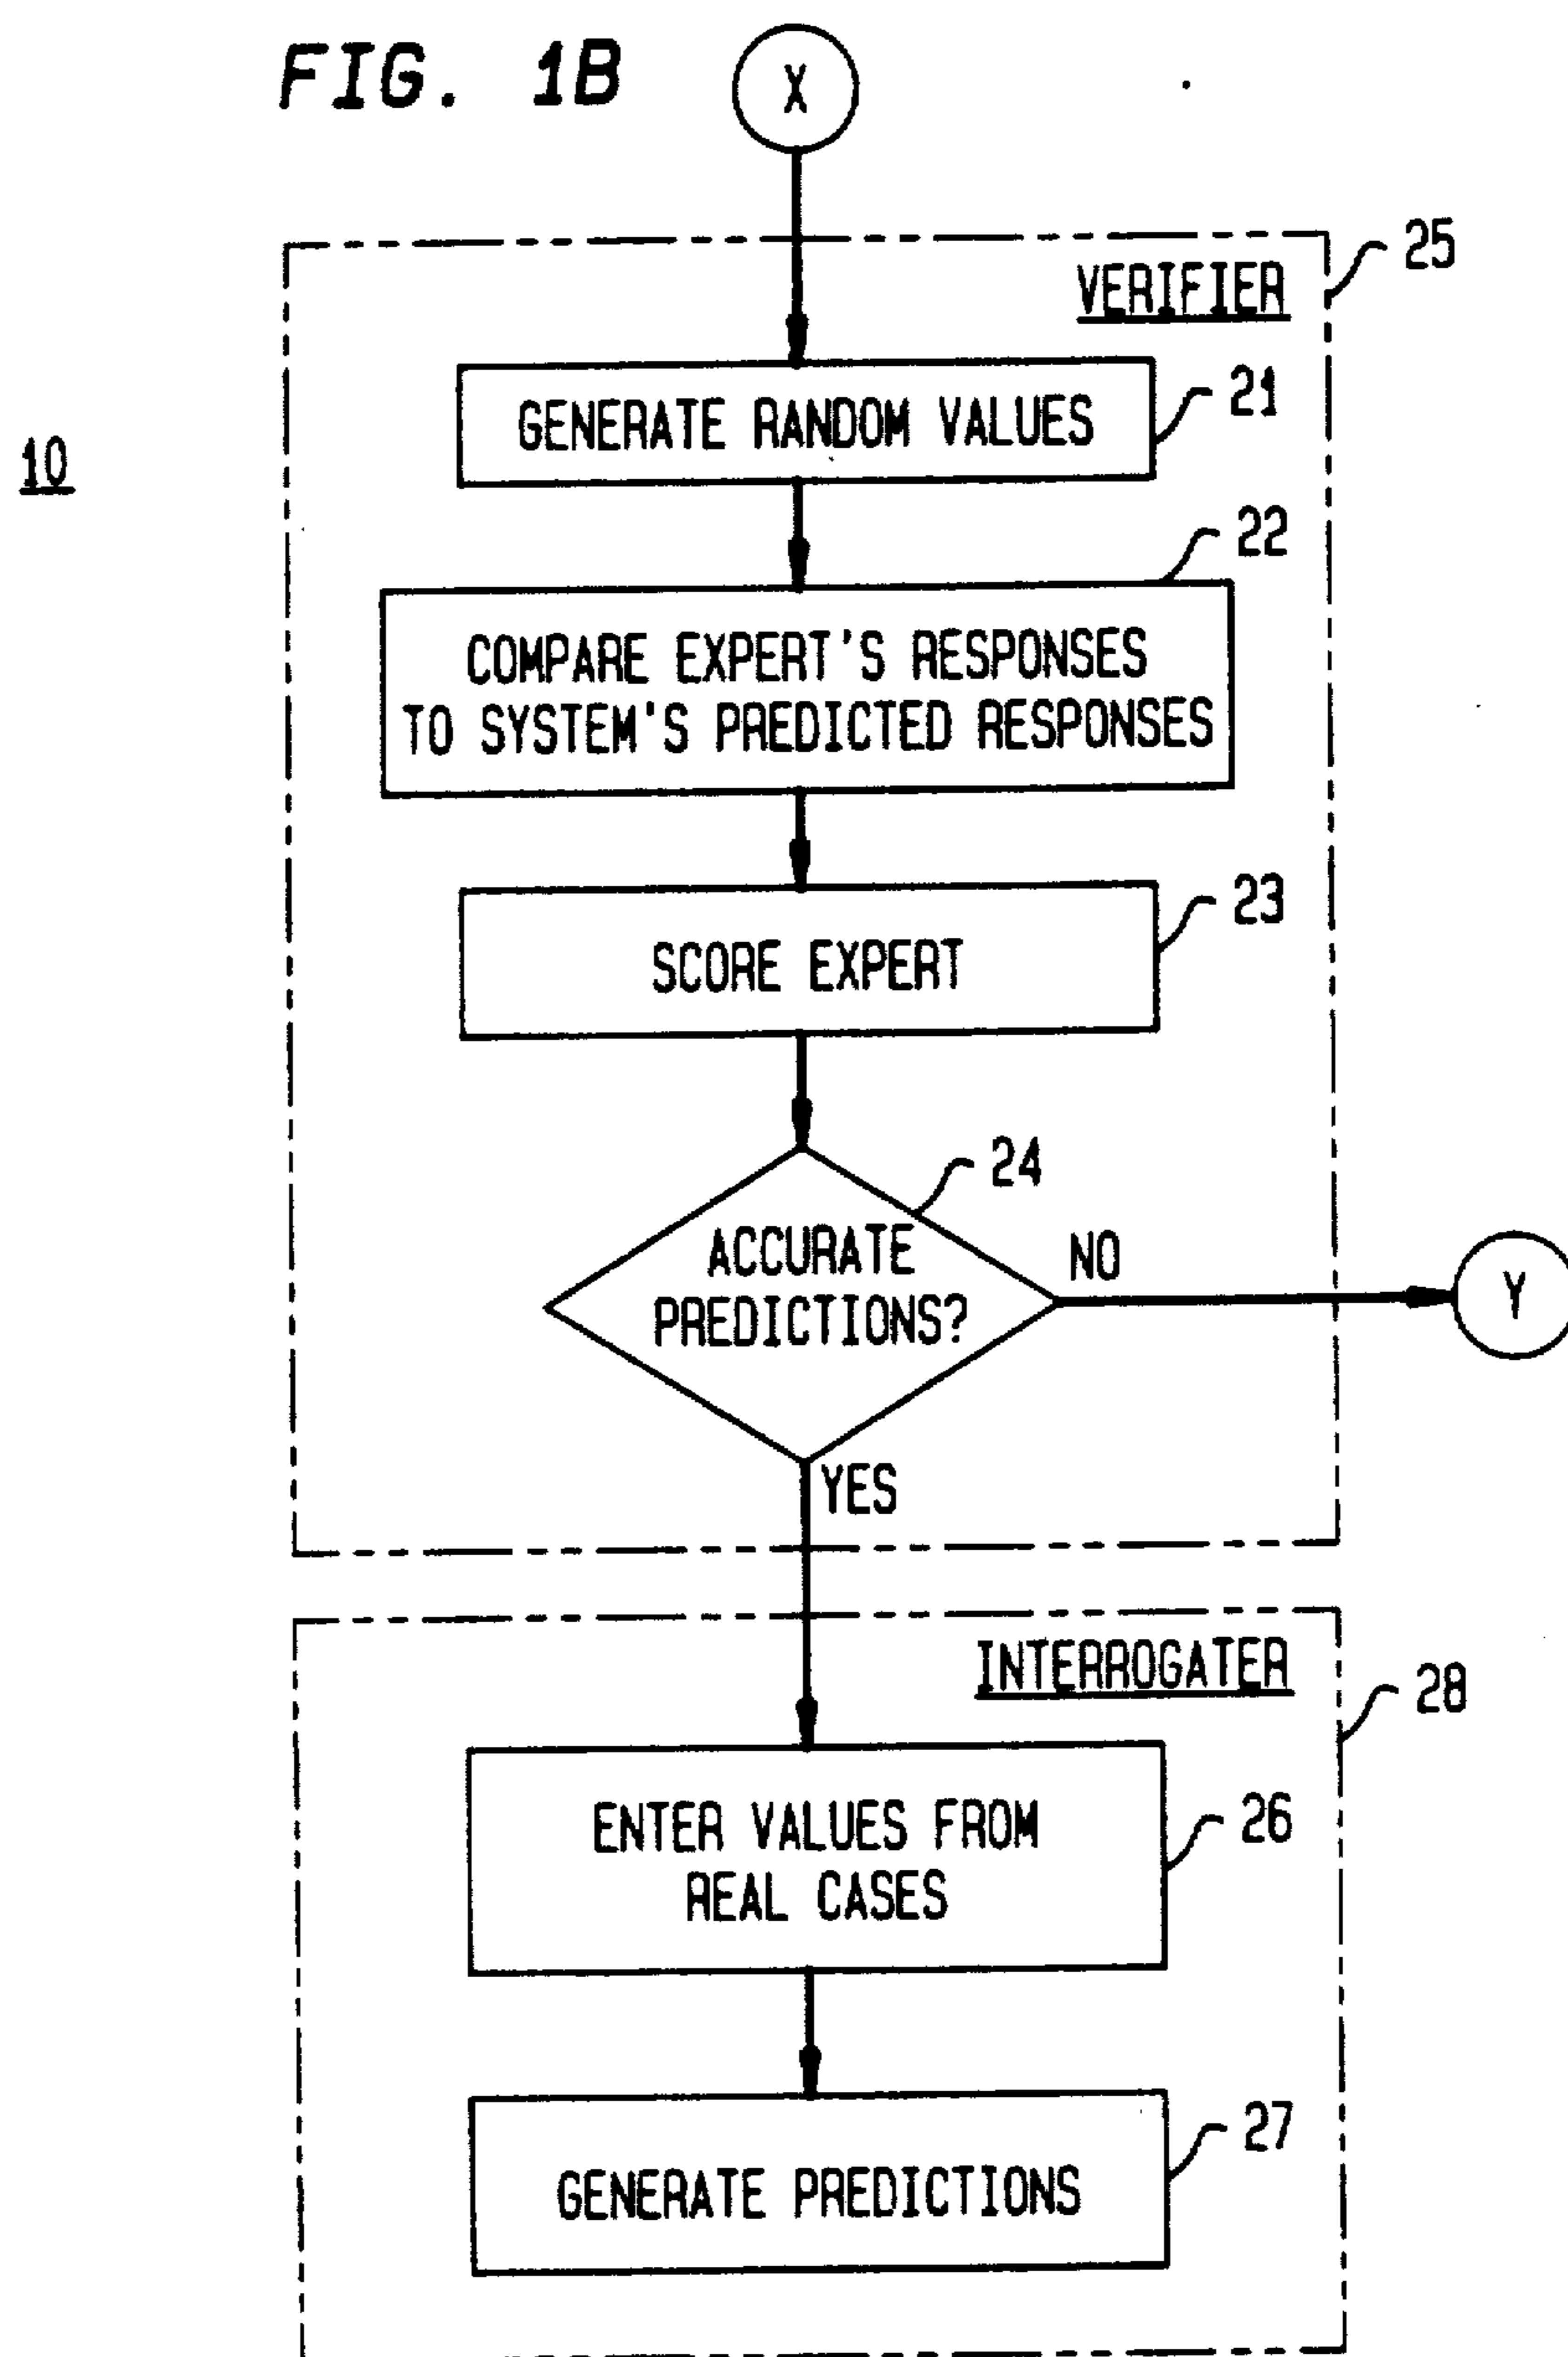 FIG. 1B
X
25
VERIFIER
21
GENERATE RANDOM VALUES
10
22
COMPARE EXPERT'S RESPONSES
TO SYSTEM'S PREDICTED RESPONSES
23
SCORE EXPERT
24
ACCURATE
PREDICTIONS?
NO
Y
YES
INTERROGATER
28
ENTER VALUES FROM
REAL CASES
26
27
GENERATE PREDICTIONS